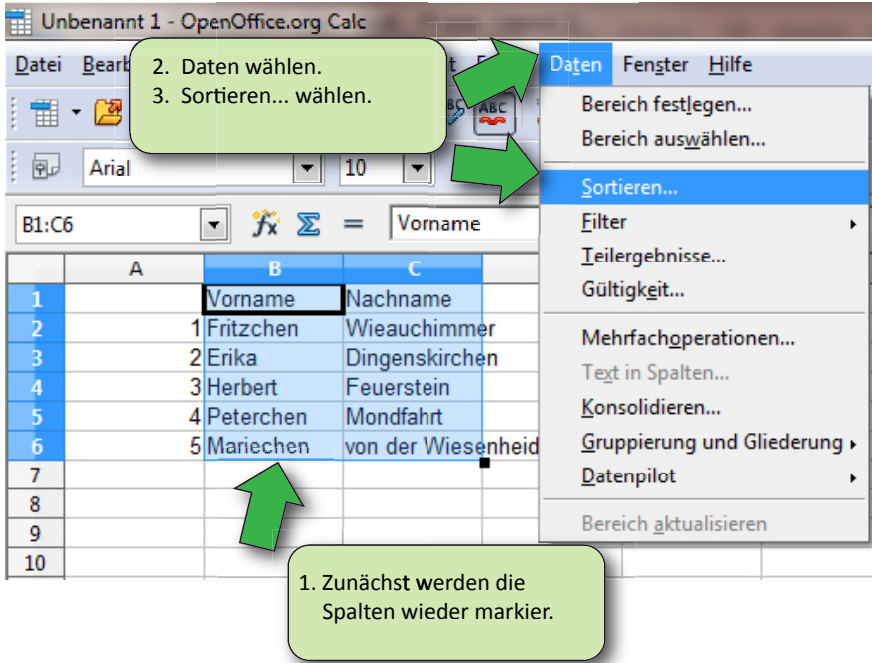 Unbenannt 1 - OpenOffice.org Calc
Datei Bearb
Daten Fenster Hilfe
2. Daten wählen.
3. Sortieren... wählen.
ABC
Arial 10
B1:C6 = Vorname
Bereich festlegen...
Bereich auswählen...
Sortieren...
Filter
Teilergebnisse...
Gültigkeit...
Mehrfachoperationen...
Text in Spalten...
Konsolidieren...
Gruppierung und Gliederung
Datenpilot
Bereich aktualisieren
A B C
1 Vorname Nachname
2 1 Fritzchen Wieauchimmer
3 2 Erika Dingenskirchen
4 3 Herbert Feuerstein
5 4 Peterchen Mondfahrt
6 5 Mariechen von der Wiesenheid
7
8
9
10
1. Zunächst werden die
Spalten wieder markier.